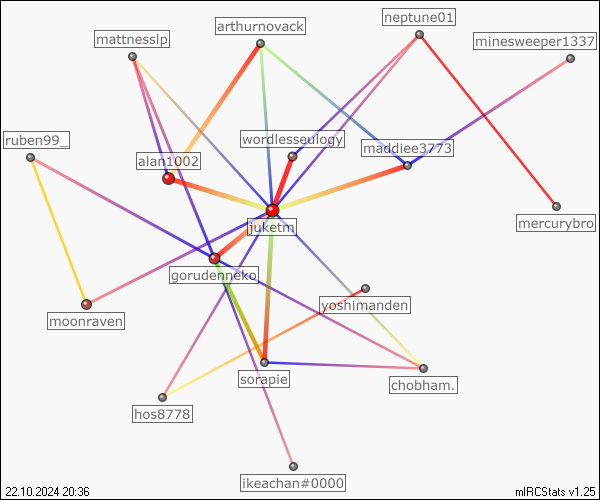 neptune01
arthurnovack
mattnesslp
minesweeper1337
ruben99_
wordlesseulogy
maddiee3773
alan1002
mercurybro
juketm
gorudenneko
yoshimanden
moonraven
sorapie
chobham.
hos8778
ikeachan#0000
22.10.2024 20:36
mIRCStats v1.25